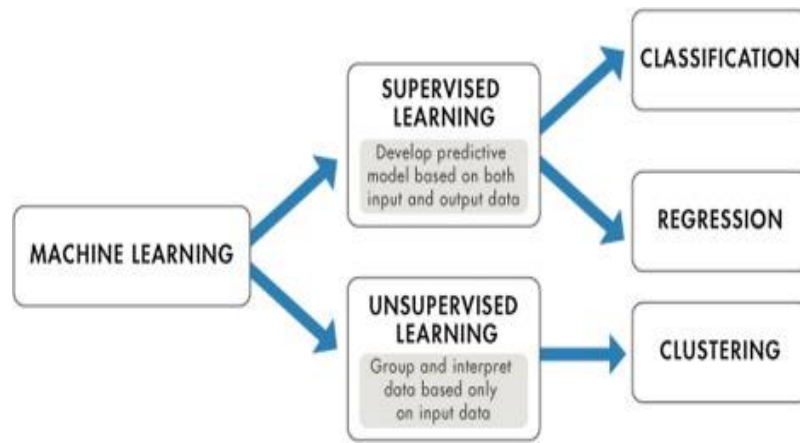 MACHINE LEARNING
SUPERVISED
LEARNING
Develop predictive
model based on both
input and output data
UNSUPERVISED
LEARNING
Group and interpret
data based only
on input data
CLASSIFICATION
REGRESSION
CLUSTERING